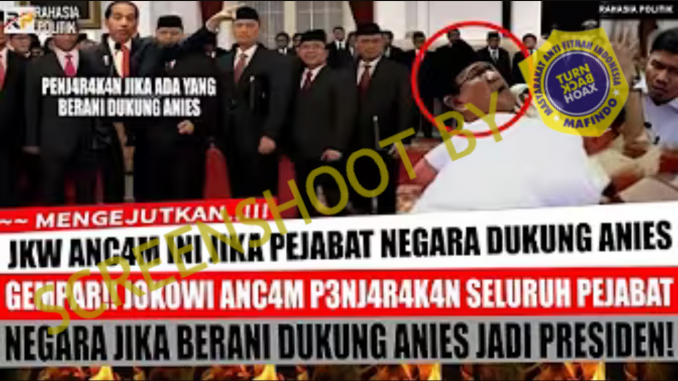 RAHASIA POLITIK
RAHASIA POLITIK
PENJ4R4K4N JIKA ADA YANG
BERANI DUKUNG ANIES
MASYARAKAT ANTI FITNAH INDONESIA
TURN
BACK
HOAX
MAFINDO
SCREENSHOOT BY
~~ MENGEJUTKAN..!!!
JKW ANC4M INI JIKA PEJABAT NEGARA DUKUNG ANIES
GEMPAR!! JOKOWI ANC4M P3NJ4R4K4N SELURUH PEJABAT
NEGARA JIKA BERANI DUKUNG ANIES JADI PRESIDEN!